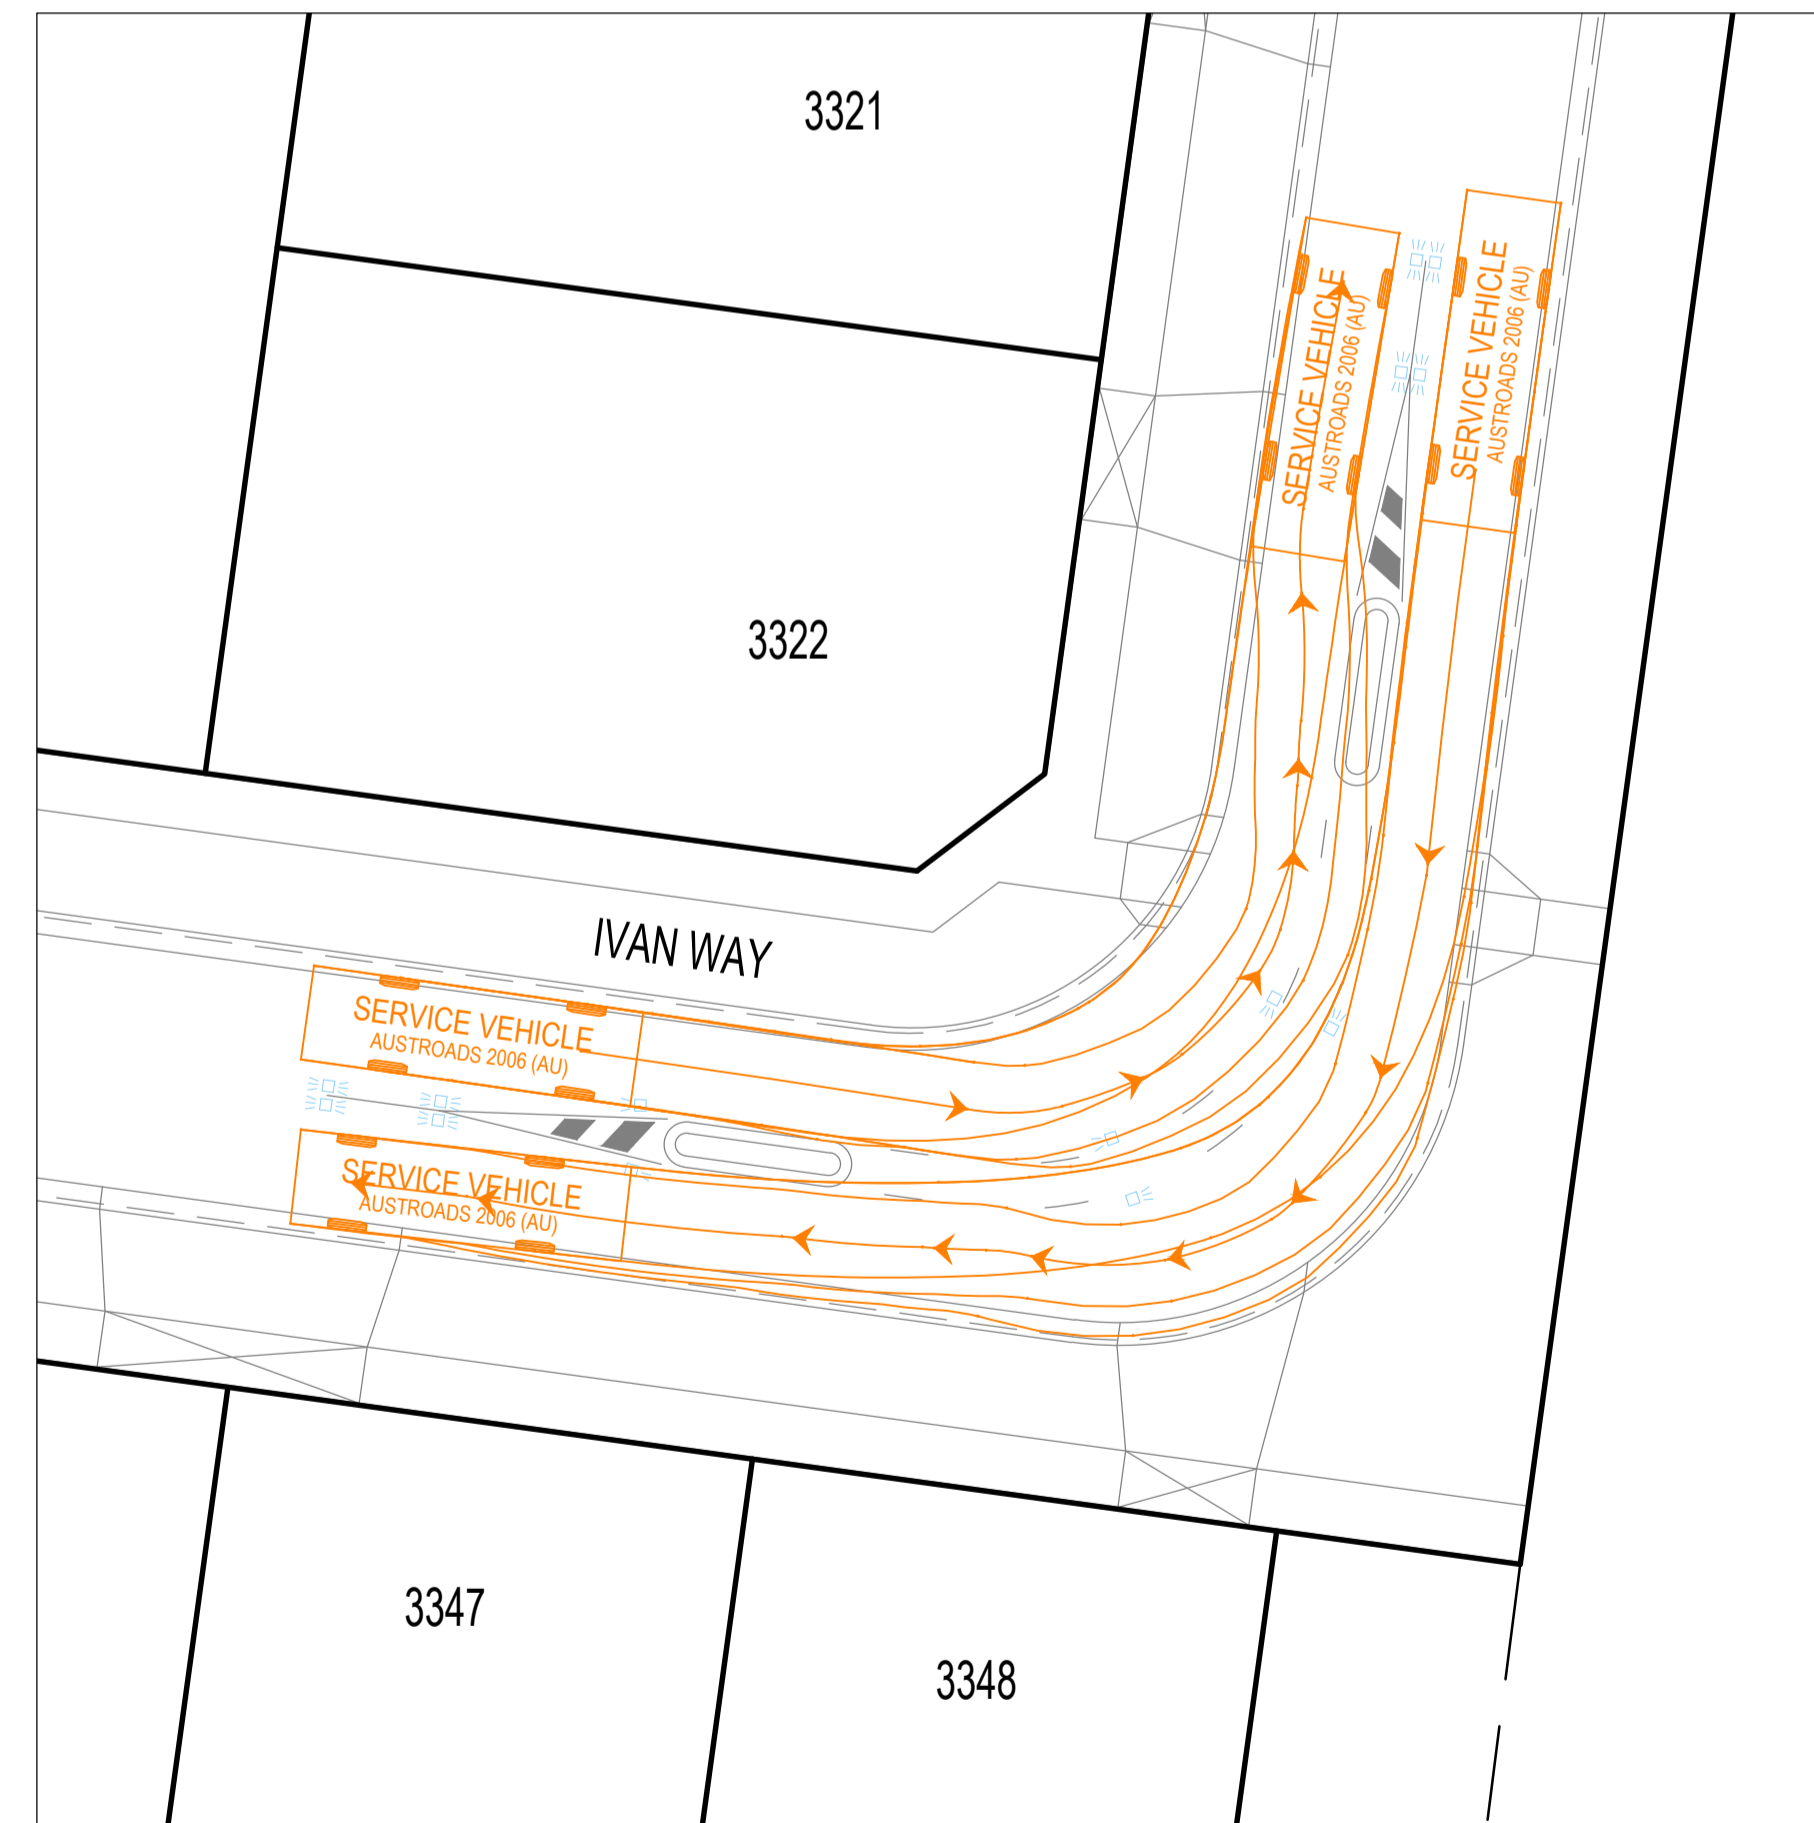 3321
SERVICE VEHICLE
AUSTROADS 2006 (AU)
SERVICE VEHICLE
AUSTROADS 2006 (AU)
3322
IVAN WAY
SERVICE VEHICLE
AUSTROADS 2006 (AU)
SERVICE VEHICLE
AUSTROADS 2006 (AU)
3347
3348